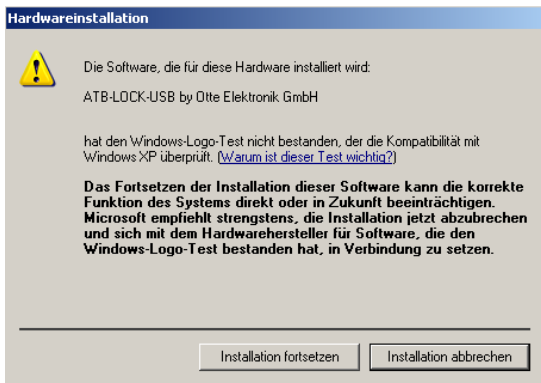 Hardwareinstallation
Die Software, die für diese Hardware installiert wird:
ATB-LOCK-USB by Otte Elektronik GmbH
hat den Windows-Logo-Test nicht bestanden, der die Kompatibilität mit
Windows XP überprüft. (Warum ist dieser Test wichtig?)
Das Fortsetzen der Installation dieser Software kann die korrekte
Funktion des Systems direkt oder in Zukunft beeinträchtigen.
Microsoft empfiehlt strengstens, die Installation jetzt abzubrechen
und sich mit dem Hardwarehersteller für Software, die den
Windows-Logo-Test bestanden hat, in Verbindung zu setzen.
Installation fortsetzen
Installation abbrechen